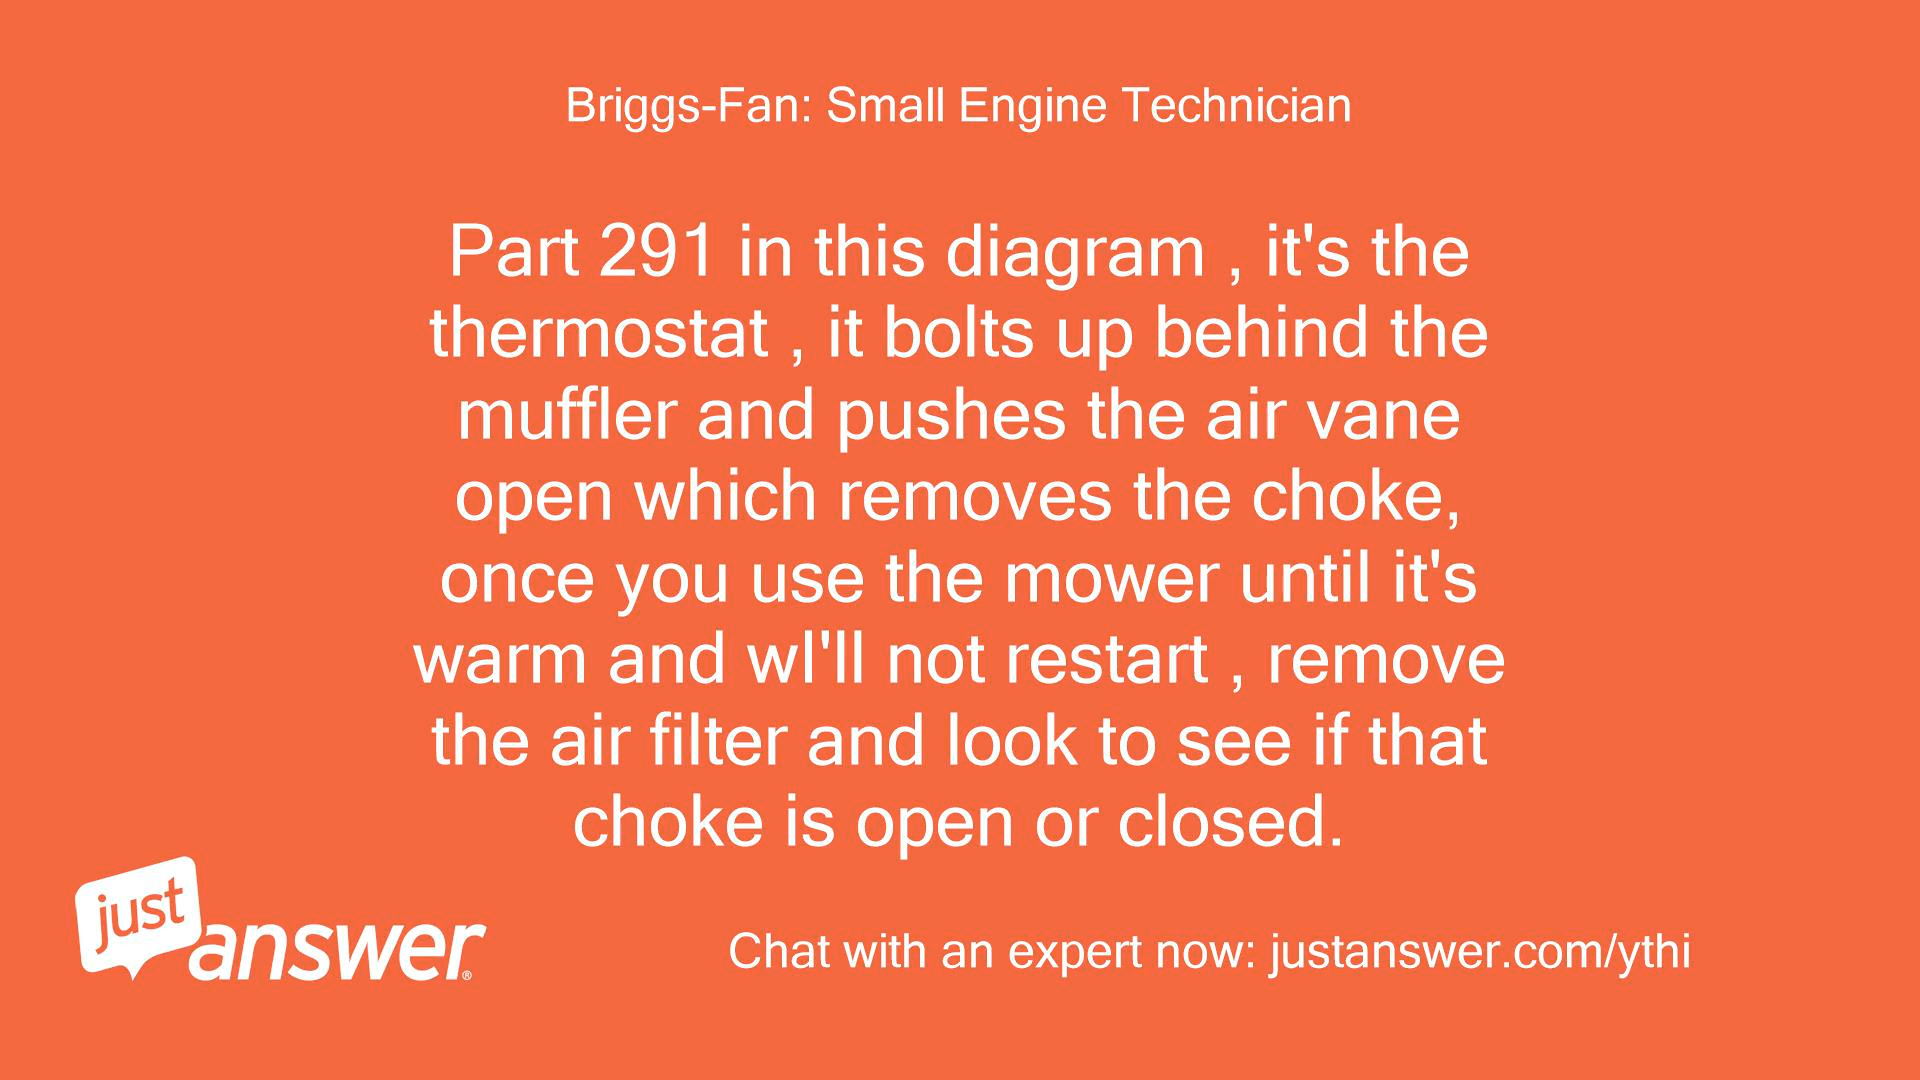 Briggs-Fan: Small Engine Technician
Part 291 in this diagram , it's the
thermostat , it bolts up behind the
muffler and pushes the air vane
open which removes the choke,
once you use the mower until it's
warm and wI'll not restart , remove
the air filter and look to see if that
choke is open or closed.
just
answer®
Chat with an expert now: justanswer.com/ythi